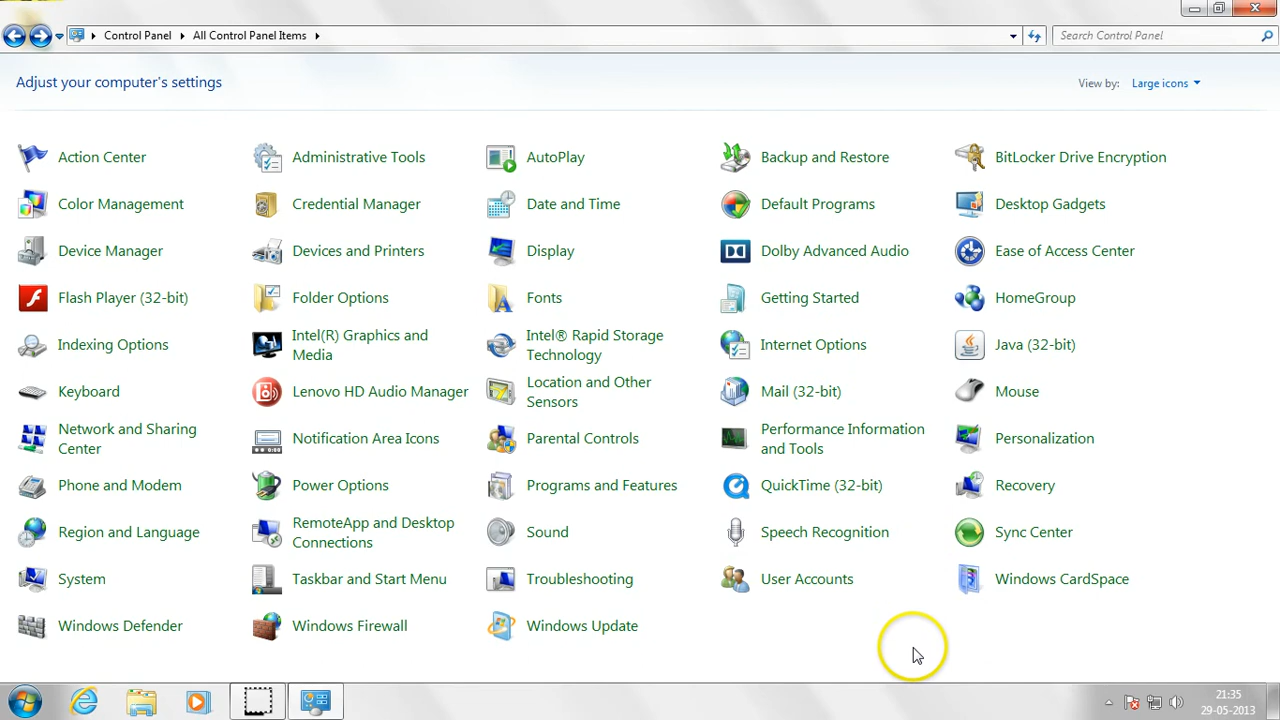 Control Panel
All Control Panel Items
Search Control Panel
Adjust your computer's settings
View by: Large icons
Action Center
Administrative Tools
AutoPlay
Backup and Restore
BitLocker Drive Encryption
Color Management
Credential Manager
Date and Time
Default Programs
Desktop Gadgets
Device Manager
Devices and Printers
Display
Dolby Advanced Audio
Ease of Access Center
Flash Player (32-bit)
Folder Options
Fonts
Getting Started
HomeGroup
Indexing Options
Intel(R) Graphics and
Media
Intel® Rapid Storage
Technology
Internet Options
Java (32-bit)
Keyboard
Lenovo HD Audio Manager
Location and Other
Sensors
Mail (32-bit)
Mouse
Network and Sharing
Center
Notification Area Icons
Parental Controls
Performance Information
and Tools
Personalization
Phone and Modem
Power Options
Programs and Features
QuickTime (32-bit)
Recovery
Region and Language
RemoteApp and Desktop
Connections
Sound
Speech Recognition
Sync Center
System
Taskbar and Start Menu
Troubleshooting
User Accounts
Windows CardSpace
Windows Defender
Windows Firewall
Windows Update
21:35
29-05-2013